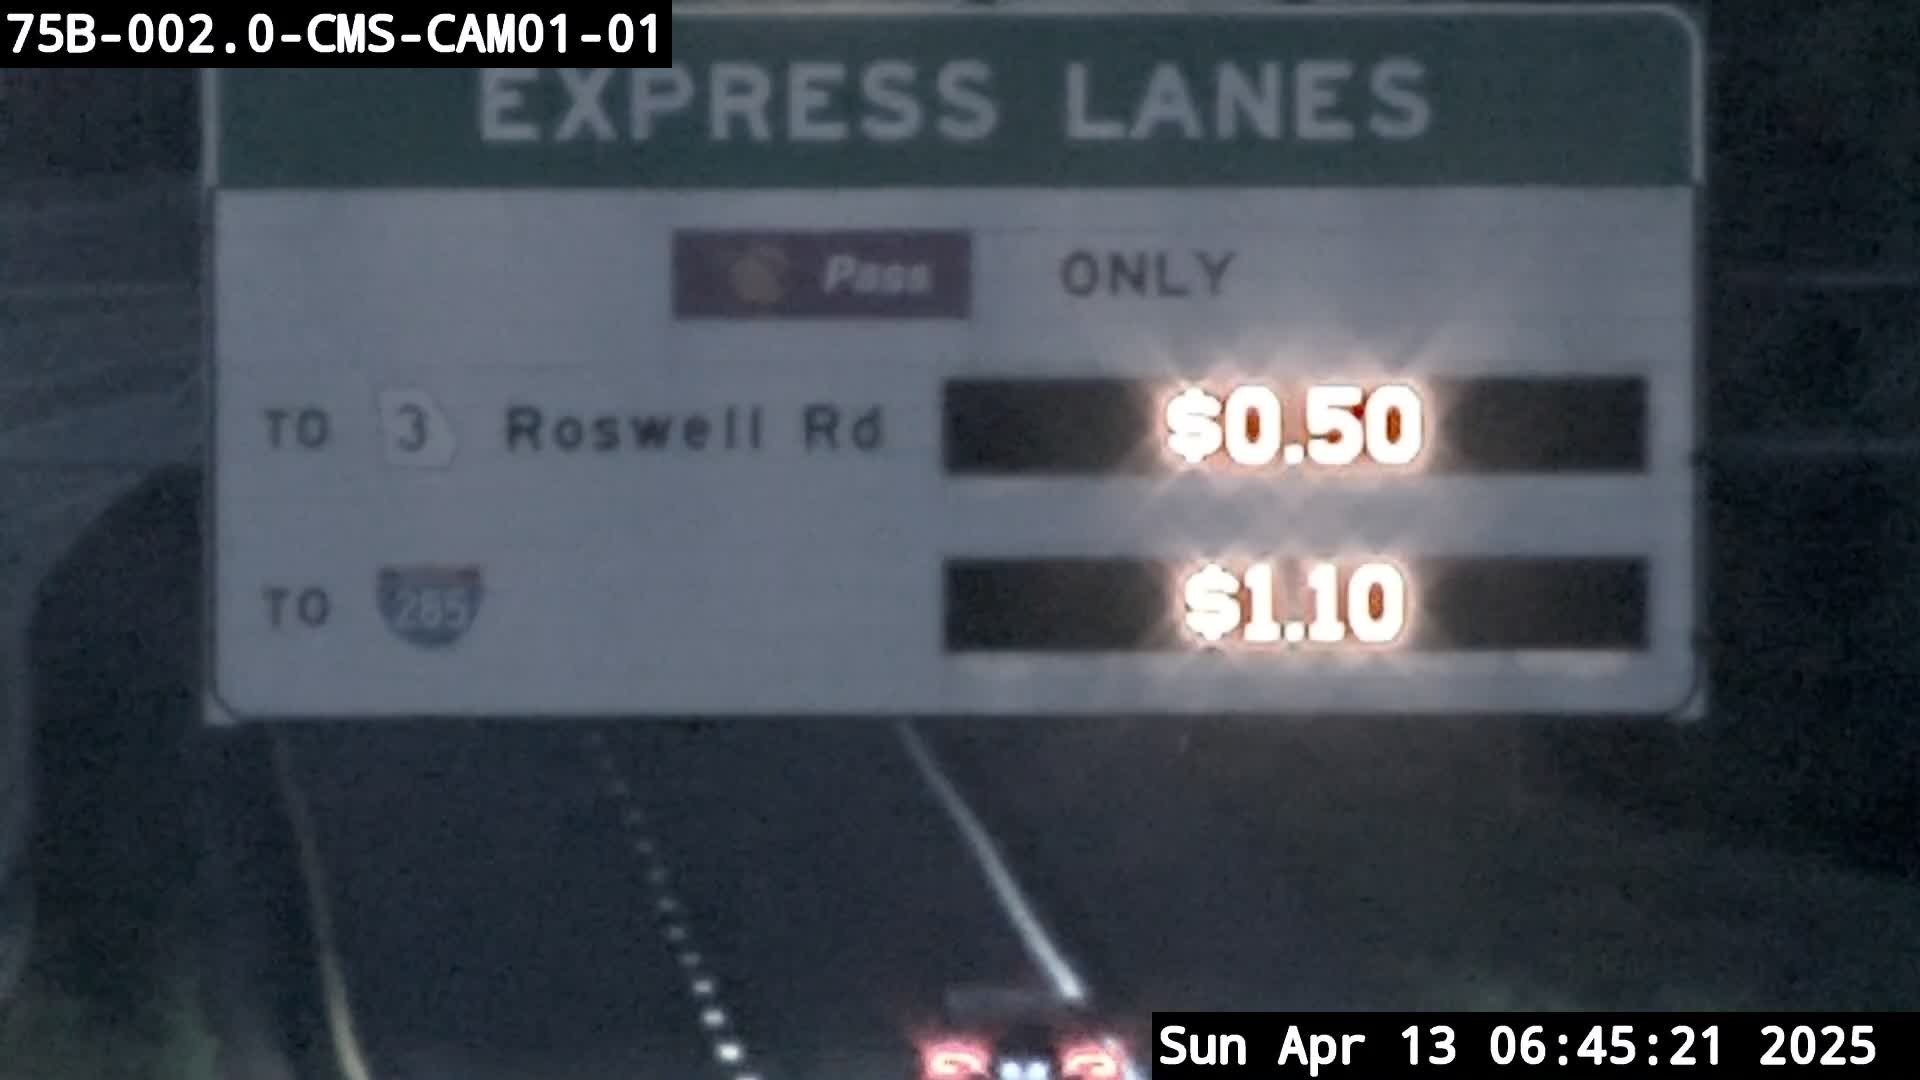 75B-002.0-CMS-CAM01-01
EXPRESS LANES
Pass ONLY
TO 3 Roswell Rd $0.50
TO 285 $1.10
Sun Apr 13 06:45:21 2025